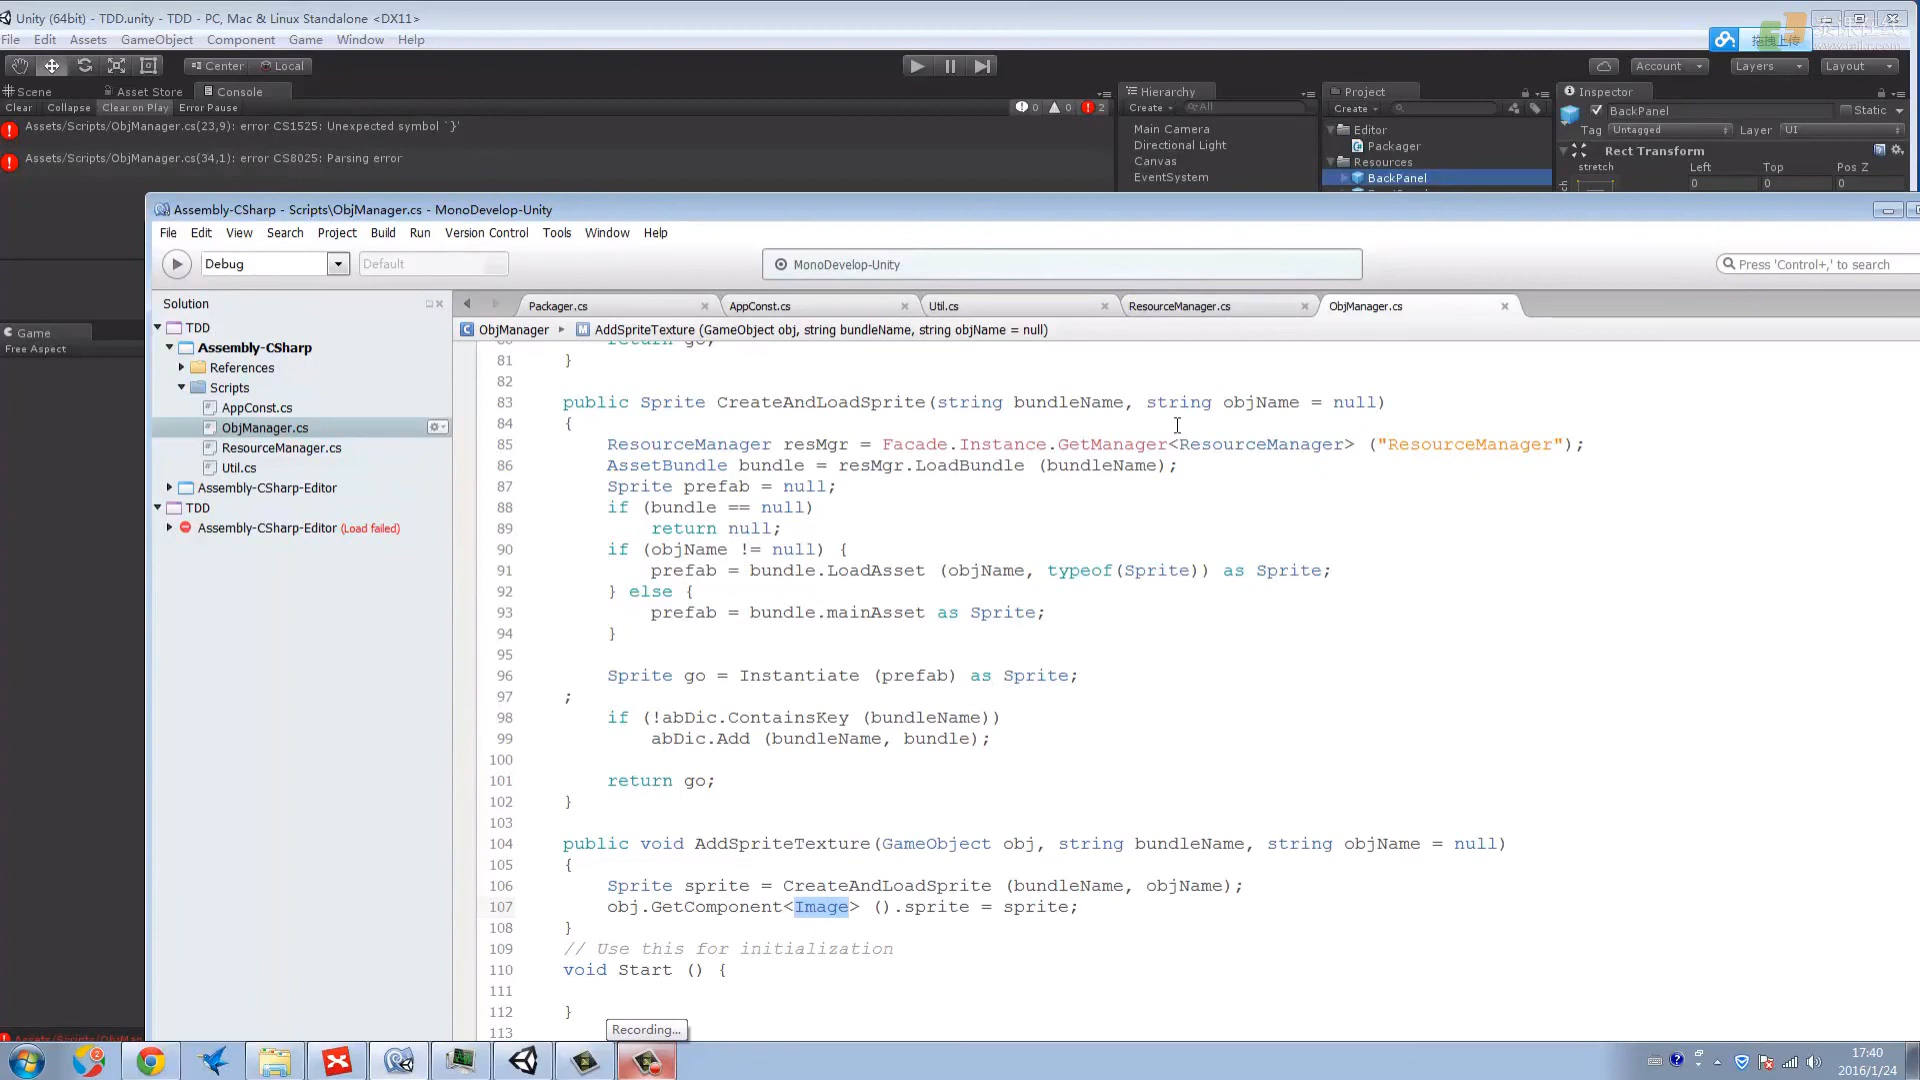 Unity (64bit) - TDD.unity - TDD - PC, Mac & Linux Standalone <DX11>
File Edit Assets GameObject Component Game Window Help
拖拽上传
Center Local
Account Layers Layout
Scene Asset Store Console
Clear Collapse Clear on Play Error Pause
0 0 2
Assets/Scripts/ObjManager.cs(23,9): error CS1525: Unexpected symbol `}'
Assets/Scripts/ObjManager.cs(34,1): error CS8025: Parsing error
Hierarchy
Create All
Main Camera
Directional Light
Canvas
EventSystem
Project
Create
Editor
Packager
Resources
BackPanel
Inspector
BackPanel Static
Tag Untagged Layer UI
Rect Transform
stretch Left Top Pos Z
0 0 0
Game
Free Aspect
Assembly-CSharp - Scripts\ObjManager.cs - MonoDevelop-Unity
File Edit View Search Project Build Run Version Control Tools Window Help
Debug Default MonoDevelop-Unity Press 'Control+,' to search
Solution
TDD
Assembly-CSharp
References
Scripts
AppConst.cs
ObjManager.cs
ResourceManager.cs
Util.cs
Assembly-CSharp-Editor
TDD
Assembly-CSharp-Editor (Load failed)
Packager.cs AppConst.cs Util.cs ResourceManager.cs ObjManager.cs
ObjManager AddSpriteTexture (GameObject obj, string bundleName, string objName = null)
80 return go;
81 }
82
83 public Sprite CreateAndLoadSprite(string bundleName, string objName = null)
84 {
85 ResourceManager resMgr = Facade.Instance.GetManager<ResourceManager> ("ResourceManager");
86 AssetBundle bundle = resMgr.LoadBundle (bundleName);
87 Sprite prefab = null;
88 if (bundle == null)
89 return null;
90 if (objName != null) {
91 prefab = bundle.LoadAsset (objName, typeof(Sprite)) as Sprite;
92 } else {
93 prefab = bundle.mainAsset as Sprite;
94 }
95
96 Sprite go = Instantiate (prefab) as Sprite;
97 ;
98 if (!abDic.ContainsKey (bundleName))
99 abDic.Add (bundleName, bundle);
100
101 return go;
102 }
103
104 public void AddSpriteTexture(GameObject obj, string bundleName, string objName = null)
105 {
106 Sprite sprite = CreateAndLoadSprite (bundleName, objName);
107 obj.GetComponent<Image> ().sprite = sprite;
108 }
109 // Use this for initialization
110 void Start () {
111
112 }
113
Recording...
17:40
2016/1/24